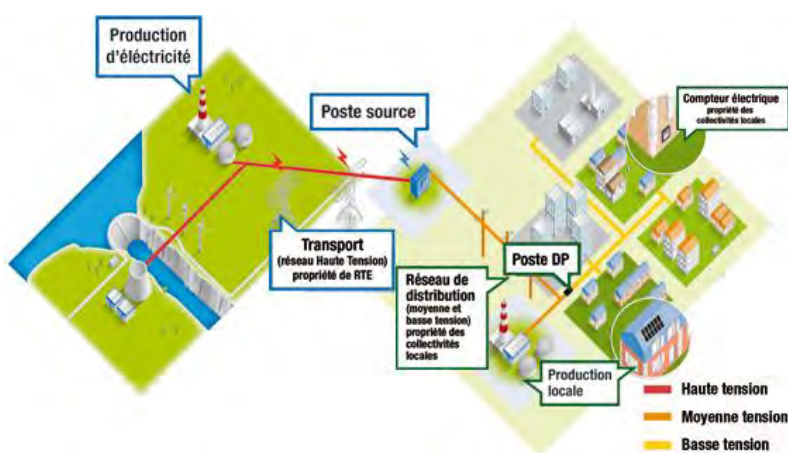 Production
d'éléctricité
Poste source
Compteur électrique
propriété des
collectivités locales
Transport
(réseau Haute Tension)
propriété de RTE
Poste DP
Réseau de
distribution
(moyenne et
basse tension)
propriété des
collectivités
locales
Production
locale
Haute tension
Moyenne tension
Basse tension